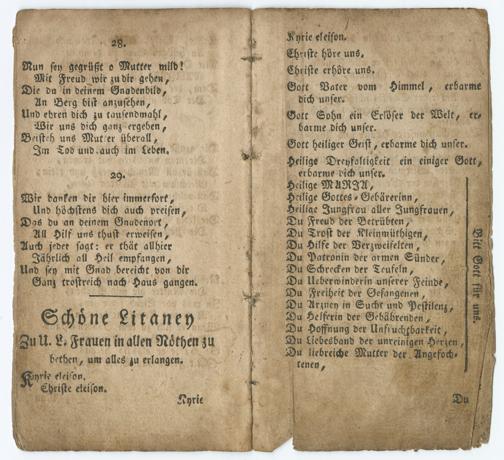 28.
Nun sey gegrüßt o Mutter mild!
Mit Freud wir zu dir gehen,
Die du in deinem Gnadenbild,
An Berg bist anzusehen,
Und ehren dich zu tausendmahl,
Wir uns dich ganz ergeben,
Beisteh uns Mutter überall,
Im Tod und auch im Leben.
29.
Wir danken dir hier immerfort,
Und höchstens dich auch preisen,
Das du an deinem Gnadenort,
All Hilf uns thust erweisen,
Auch jeder sagt: er thät allhier
Jährlich all Heil empfangen,
Und sey mit Gnad bereicht von dir
Ganz trostreich nach Haus gangen.
Schöne Litaney
Zu U. L. Frauen in allen Nöthen zu
bethen, um alles zu erlangen.
Kyrie eleison.
Christe eleison.
Kyrie
Kyrie eleison.
Christe höre uns.
Christe erhöre uns.
Gott Vater vom Himmel, erbarme
dich unser.
Gott Sohn ein Erlöser der Welt, er-
barme dich unser.
Gott heiliger Geist, erbarme dich unser.
Heilige Dreyfaltigkeit ein einiger Gott,
erbarme dich unser.
Heilige MARIA,
Heilige Gottes-Gebärerinn,
Heilige Jungfrau aller Jungfrauen,
Du Freud der Betrübten,
Du Trost der Kleinmüthigen,
Du Hilfe der Verzweifelten,
Du Patronin der armen Sünder,
Du Schrecken der Teufeln,
Du Ueberwinderin unserer Feinde,
Du Freiheit der Gefangenen,
Du Arzney in Sucht und Pestilenz,
Du Helferin der Gebährenden,
Du Hoffnung der Unfruchtbarkeit,
Du Liebesband der unreinigen Herzen,
Du liebreiche Mutter der Angefoch-
tenen,
Bitt Gott für uns.
Du